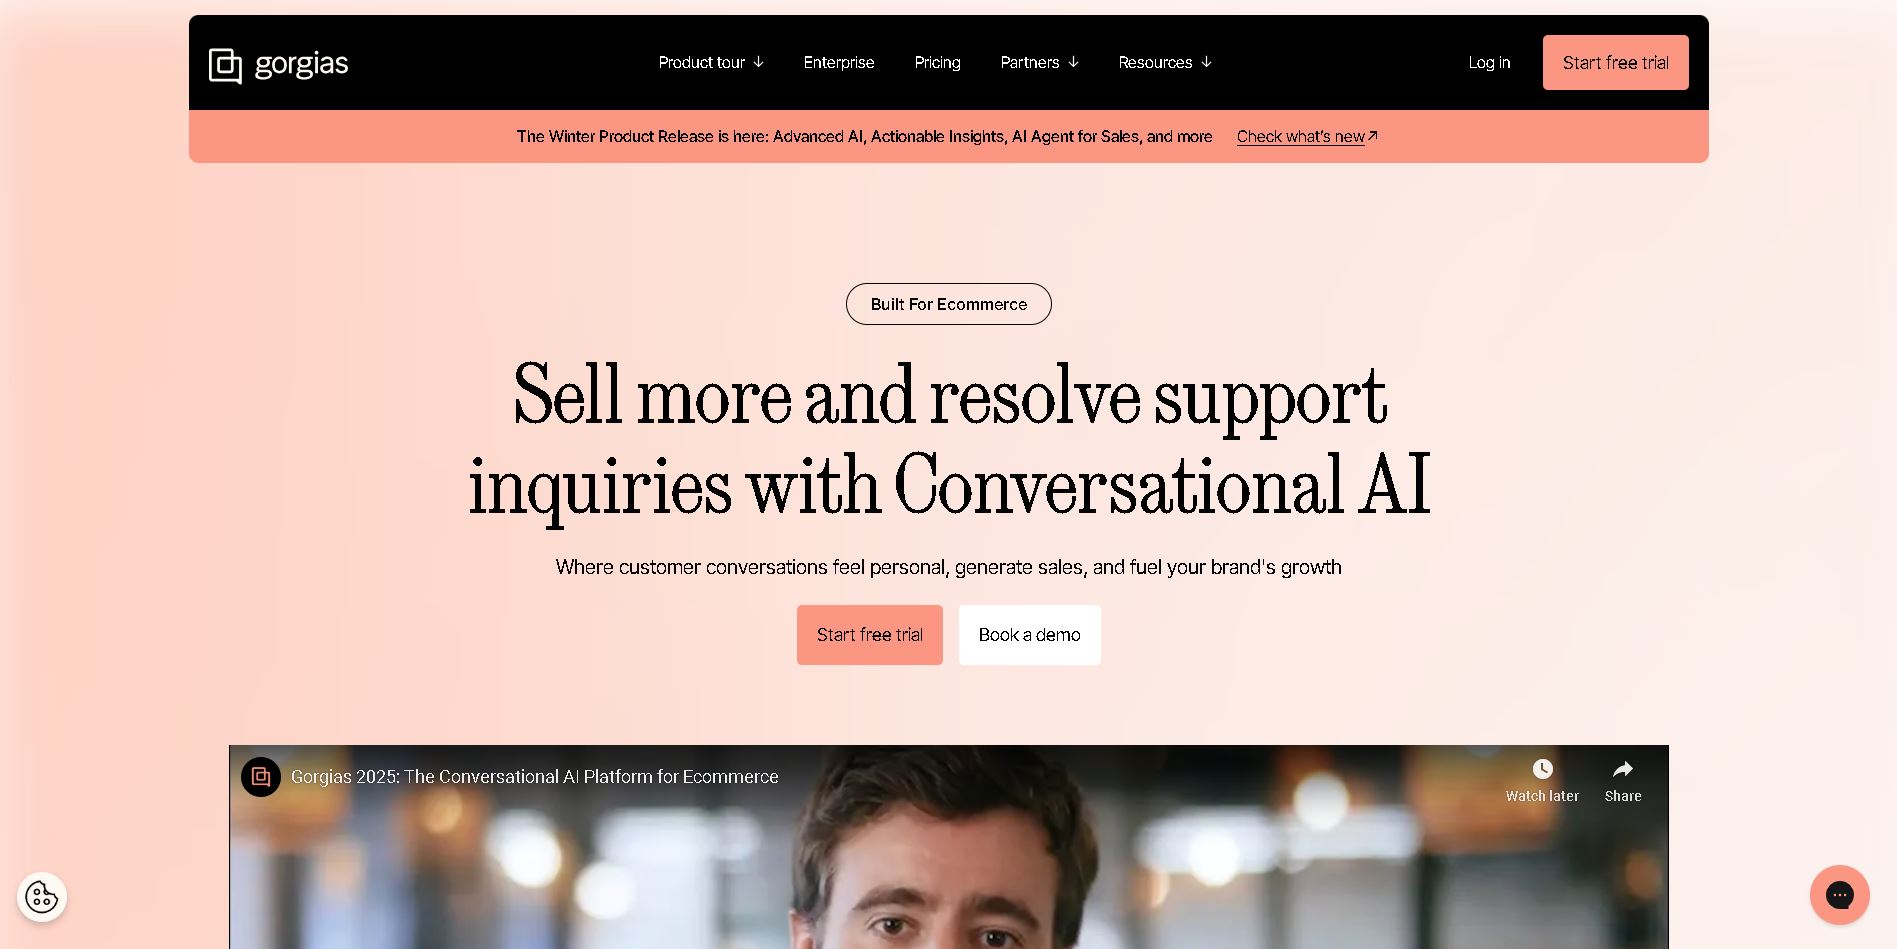 gorgias
Product tour ↓ Enterprise Pricing Partners ↓ Resources ↓ Log in Start free trial
The Winter Product Release is here: Advanced AI, Actionable Insights, AI Agent for Sales, and more Check what's new↗
Built For Ecommerce
Sell more and resolve support
inquiries with Conversational AI
Where customer conversations feel personal, generate sales, and fuel your brand's growth
Start free trial Book a demo
Gorgias 2025: The Conversational AI Platform for Ecommerce
Watch later Share